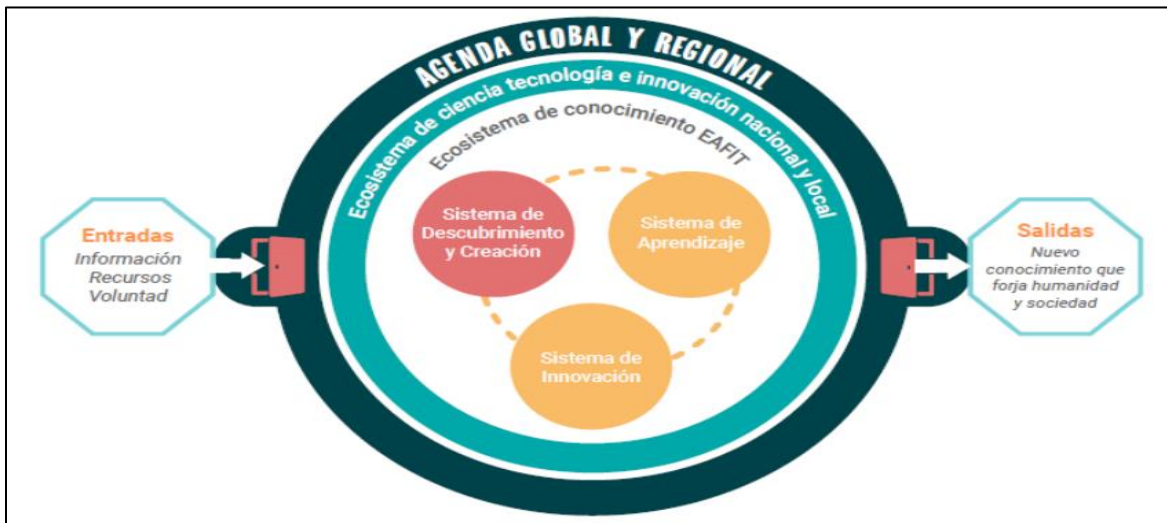 AGENDA GLOBAL Y REGIONAL
Ecosistema de ciencia tecnología e innovación nacional y local
Ecosistema de conocimiento EAFIT
Entradas
Información
Recursos
Voluntad
Sistema de
Descubrimiento
y Creación
Sistema de
Aprendizaje
Sistema de
Innovación
Salidas
Nuevo
conocimiento que
forja humanidad
y sociedad